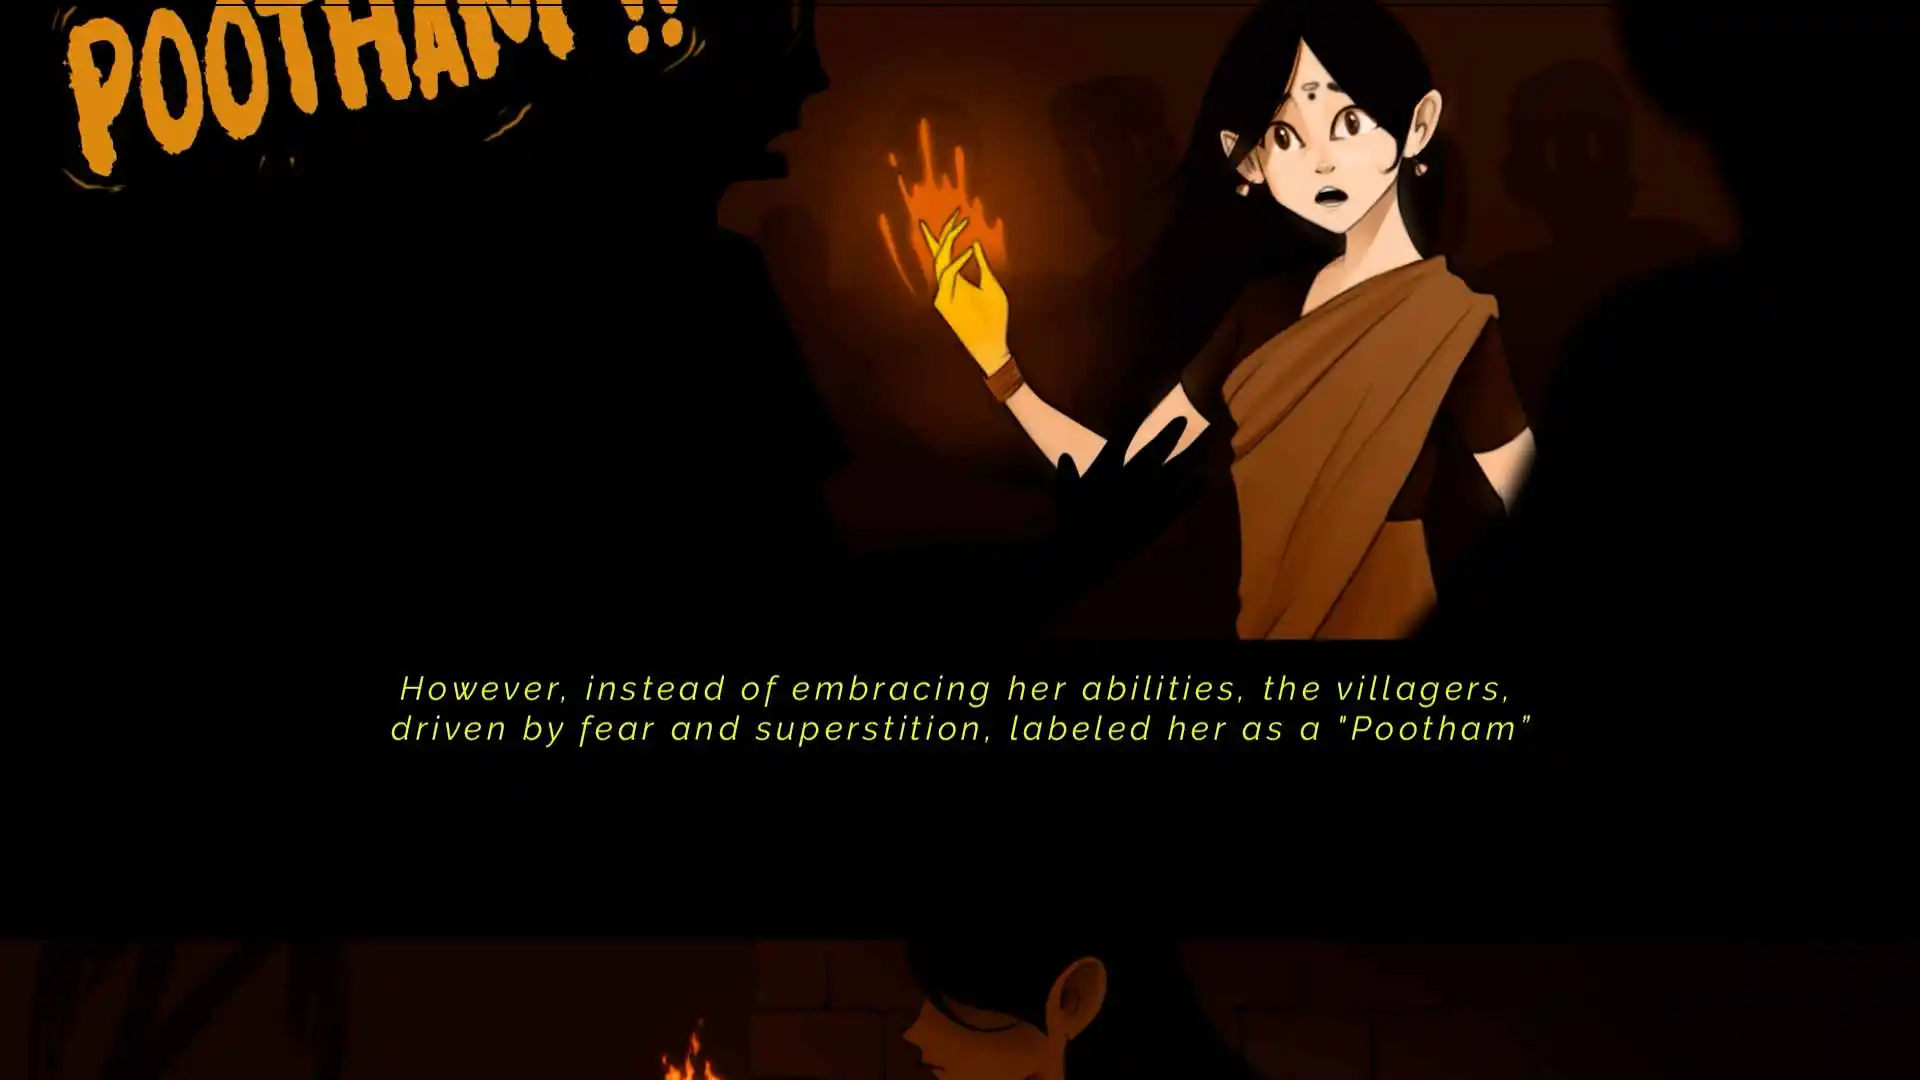 POOTHAM !!
However, instead of embracing her abilities, the villagers,
driven by fear and superstition, labeled her as a "Pootham”